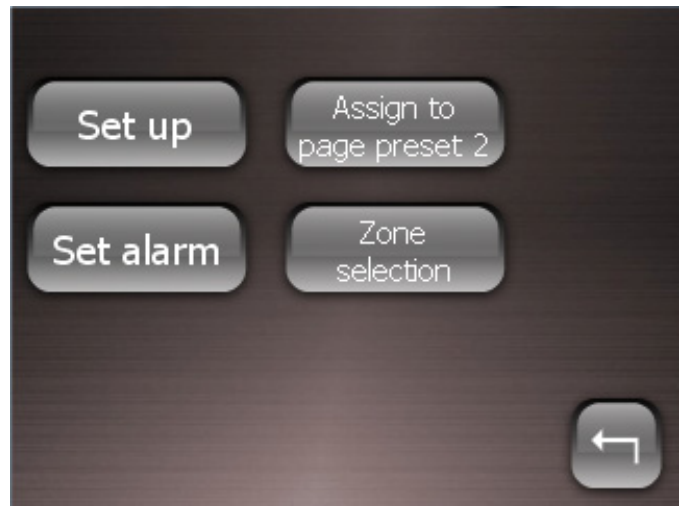 Set up
Assign to
page preset 2
Set alarm
Zone
selection